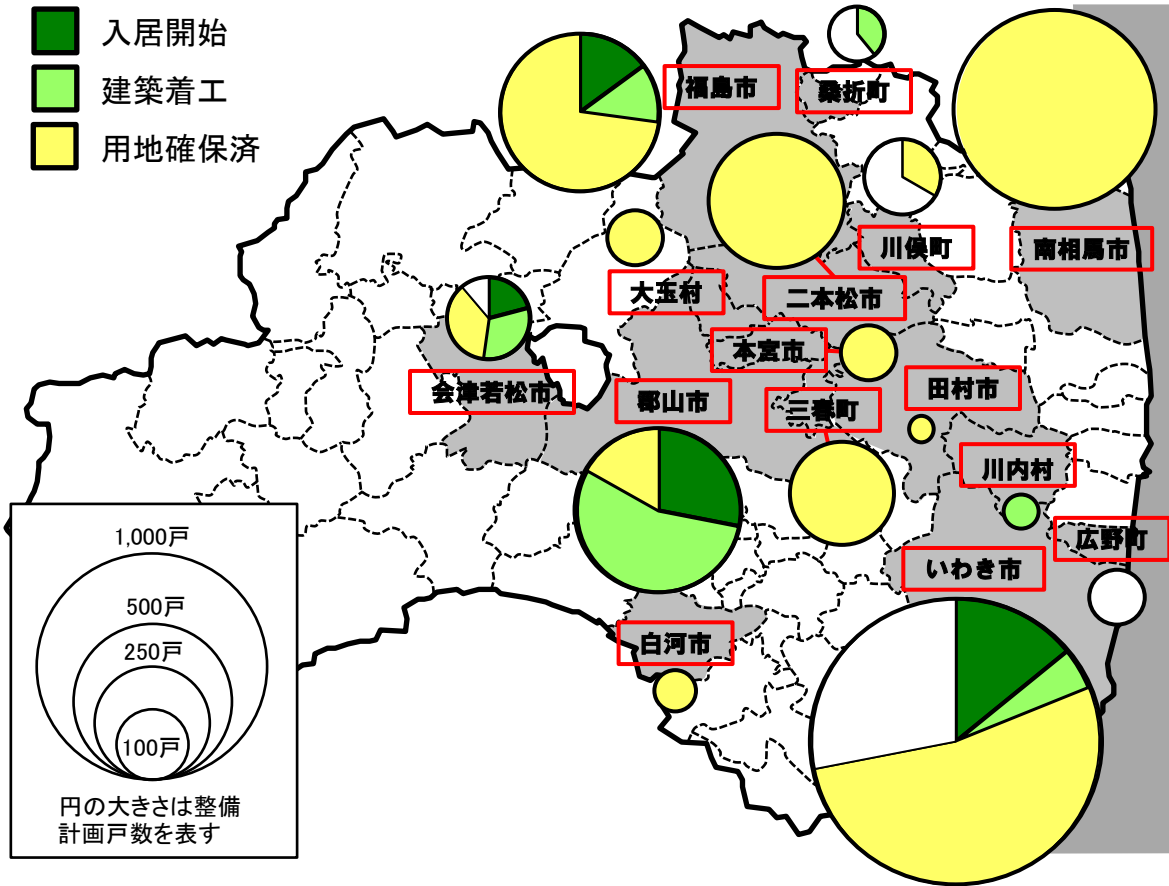 入居開始
建築着工
用地確保済
福島市
桑折町
川俣町
南相馬市
大玉村
二本松市
本宮市
会津若松市
郡山市
三春町
田村市
川内村
広野町
いわき市
白河市
1,000戸
500戸
250戸
100戸
円の大きさは整備
計画戸数を表す